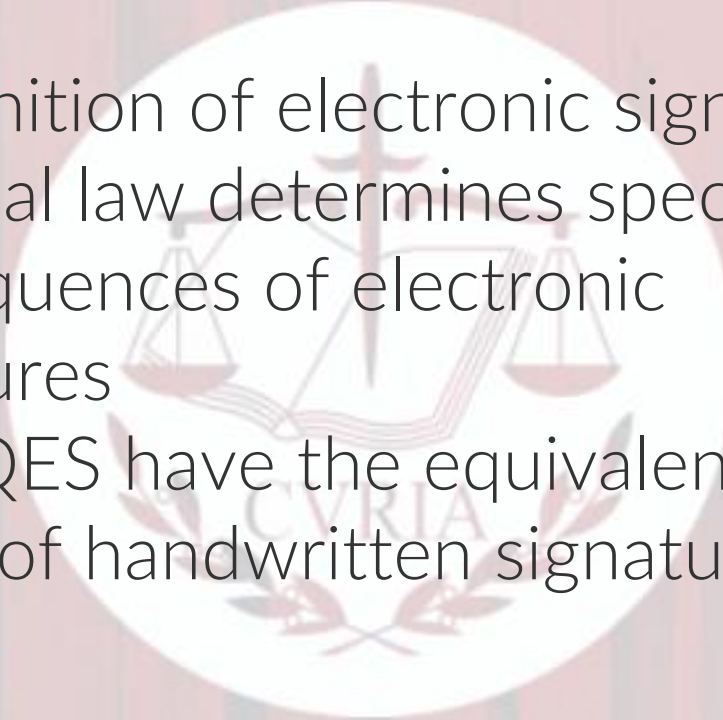 nition of electronic sign
al law determines spec
quences of electronic
ures
QES have the equivalen
of handwritten signatu
CVRIA